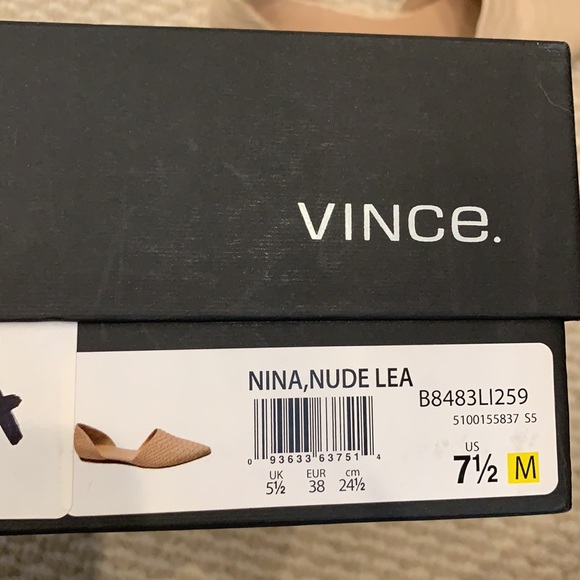 VINCE.
NINA,NUDE LEA
B8483LI259
5100155837 S5
0 93633 63751 4
UK EUR cm
5½ 38 24½
US
7½ M